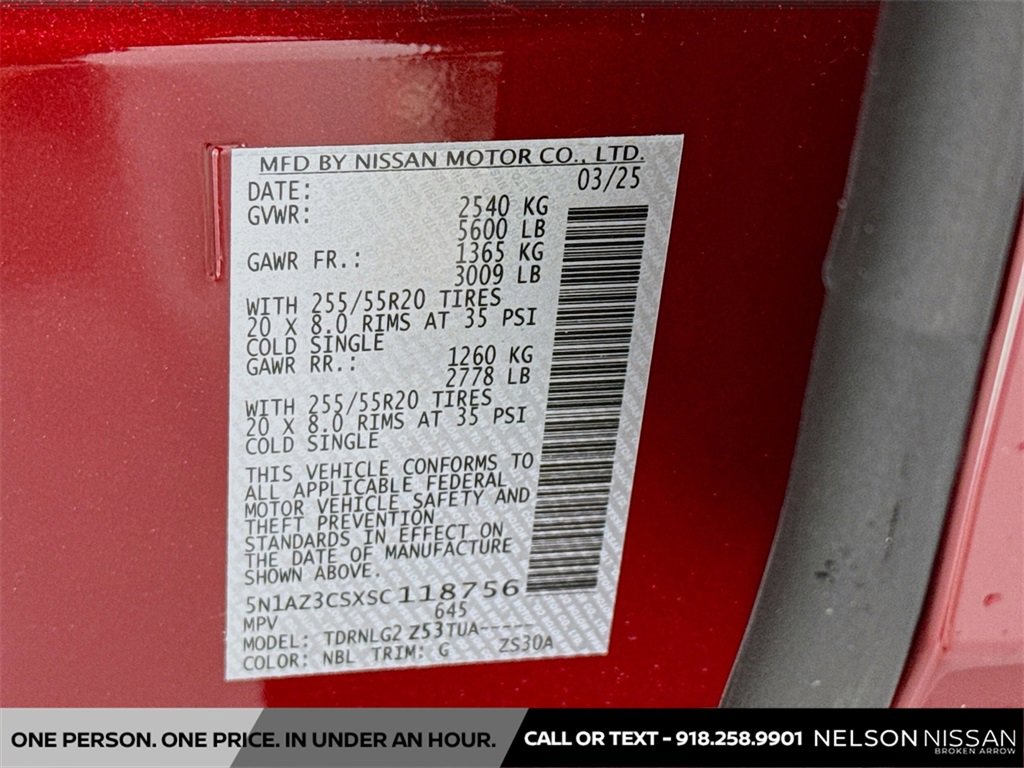 MFD BY NISSAN MOTOR CO., LTD.
DATE: 03/25
GVWR: 2540 KG
5600 LB
GAWR FR.: 1365 KG
3009 LB
WITH 255/55R20 TIRES
20 X 8.0 RIMS AT 35 PSI
COLD SINGLE
GAWR RR.: 1260 KG
2778 LB
WITH 255/55R20 TIRES
20 X 8.0 RIMS AT 35 PSI
COLD SINGLE
THIS VEHICLE CONFORMS TO
ALL APPLICABLE FEDERAL
MOTOR VEHICLE SAFETY AND
THEFT PREVENTION
STANDARDS IN EFFECT ON
THE DATE OF MANUFACTURE
SHOWN ABOVE.
5N1AZ3CSXSC118756
MPV 645
MODEL: TDRNLG2 Z53TUA-----
COLOR: NBL TRIM: G ZS30A
ONE PERSON. ONE PRICE. IN UNDER AN HOUR.
CALL OR TEXT - 918.258.9901
NELSON NISSAN
BROKEN ARROW